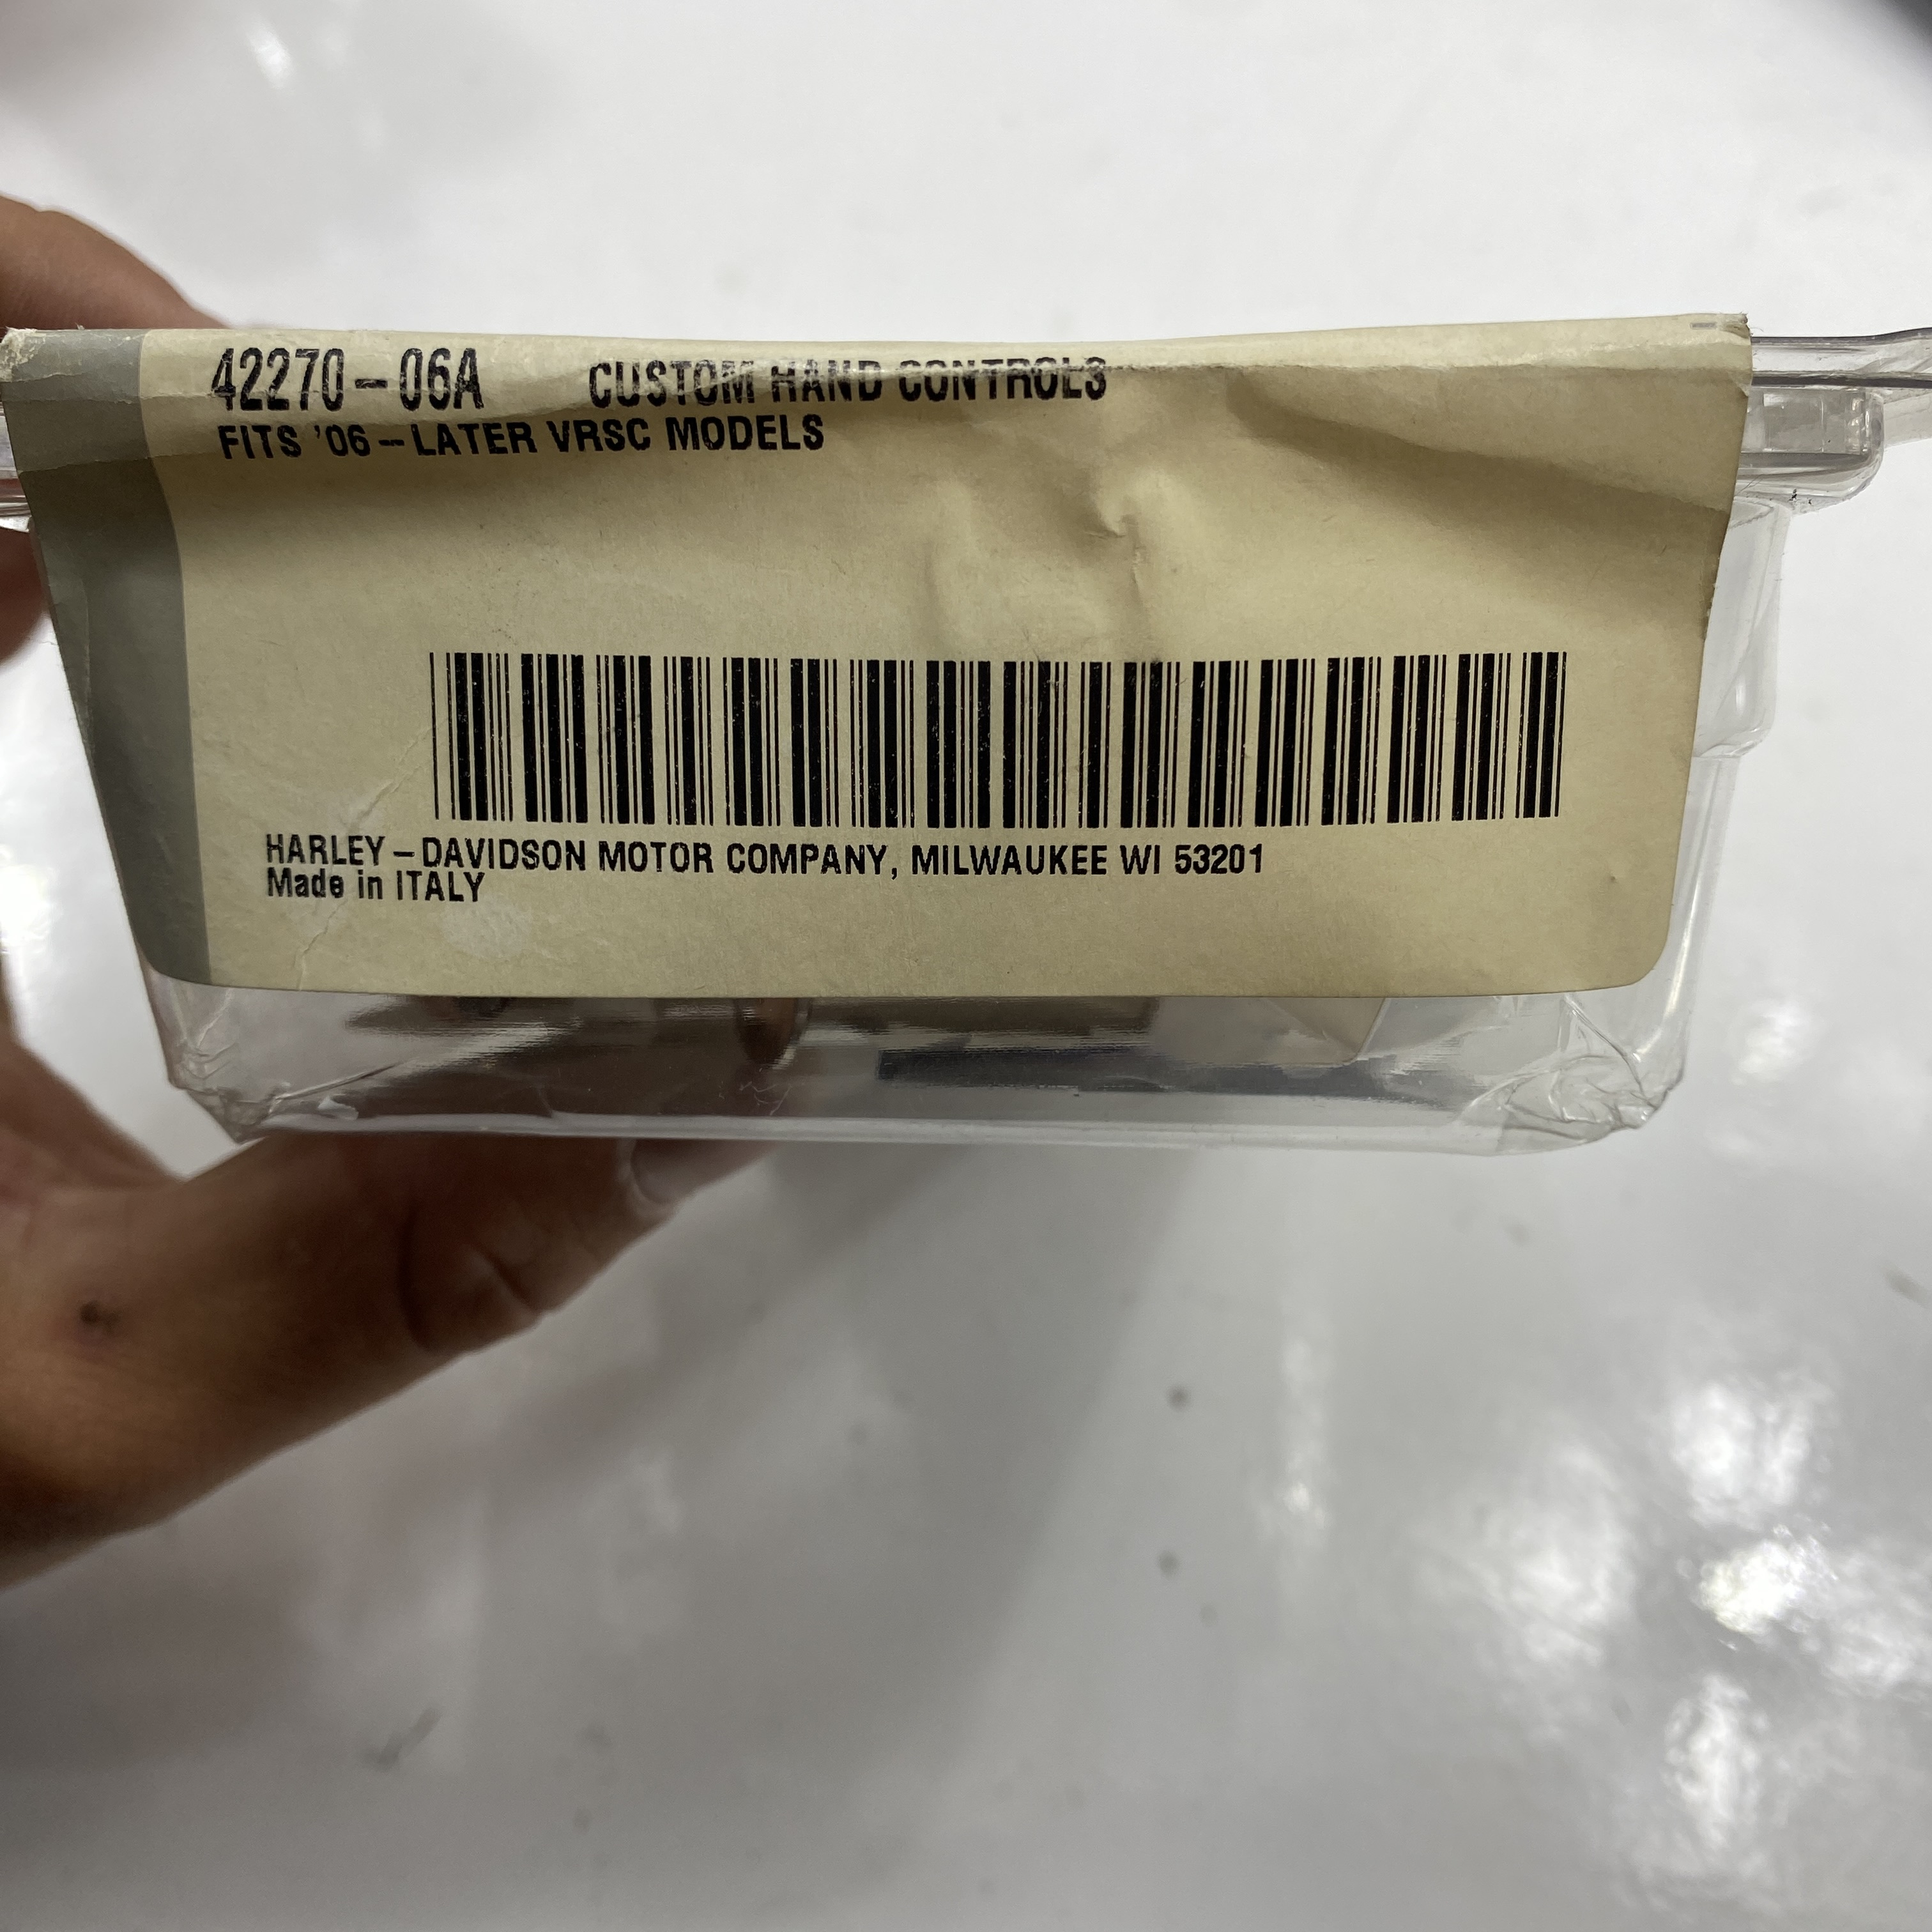 42270-06A CUSTOM HAND CONTROLS
FITS '06-LATER VRSC MODELS
HARLEY-DAVIDSON MOTOR COMPANY, MILWAUKEE WI 53201
Made in ITALY